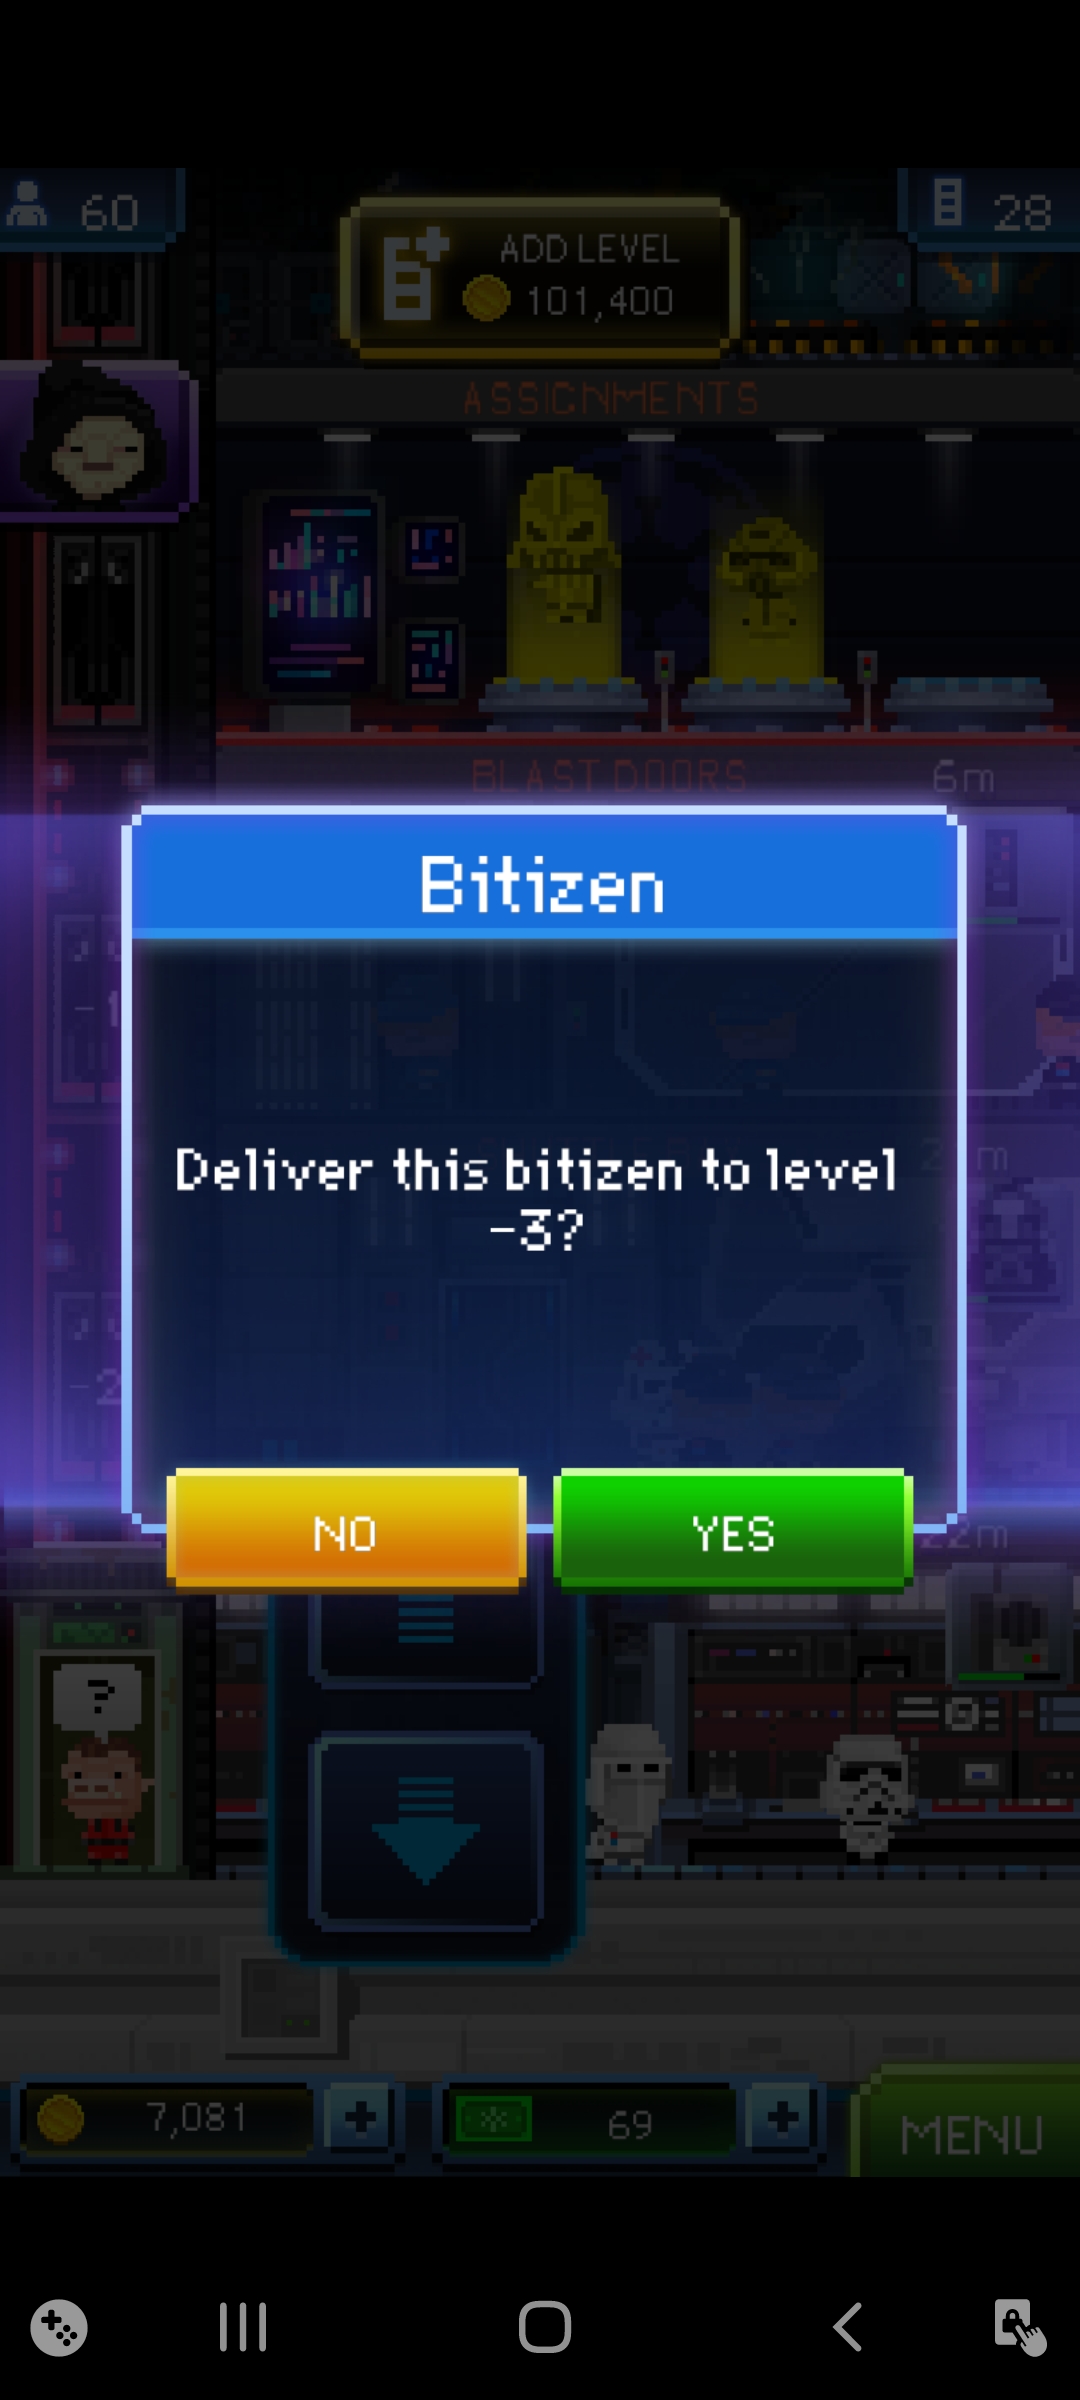 60
28
ADD LEVEL
101,400
ASSIGNMENTS
BLAST DOORS
6m
Bitizen
Deliver this bitizen to level
-3?
-2
NO
YES
22m
?
7,081
69
MENU